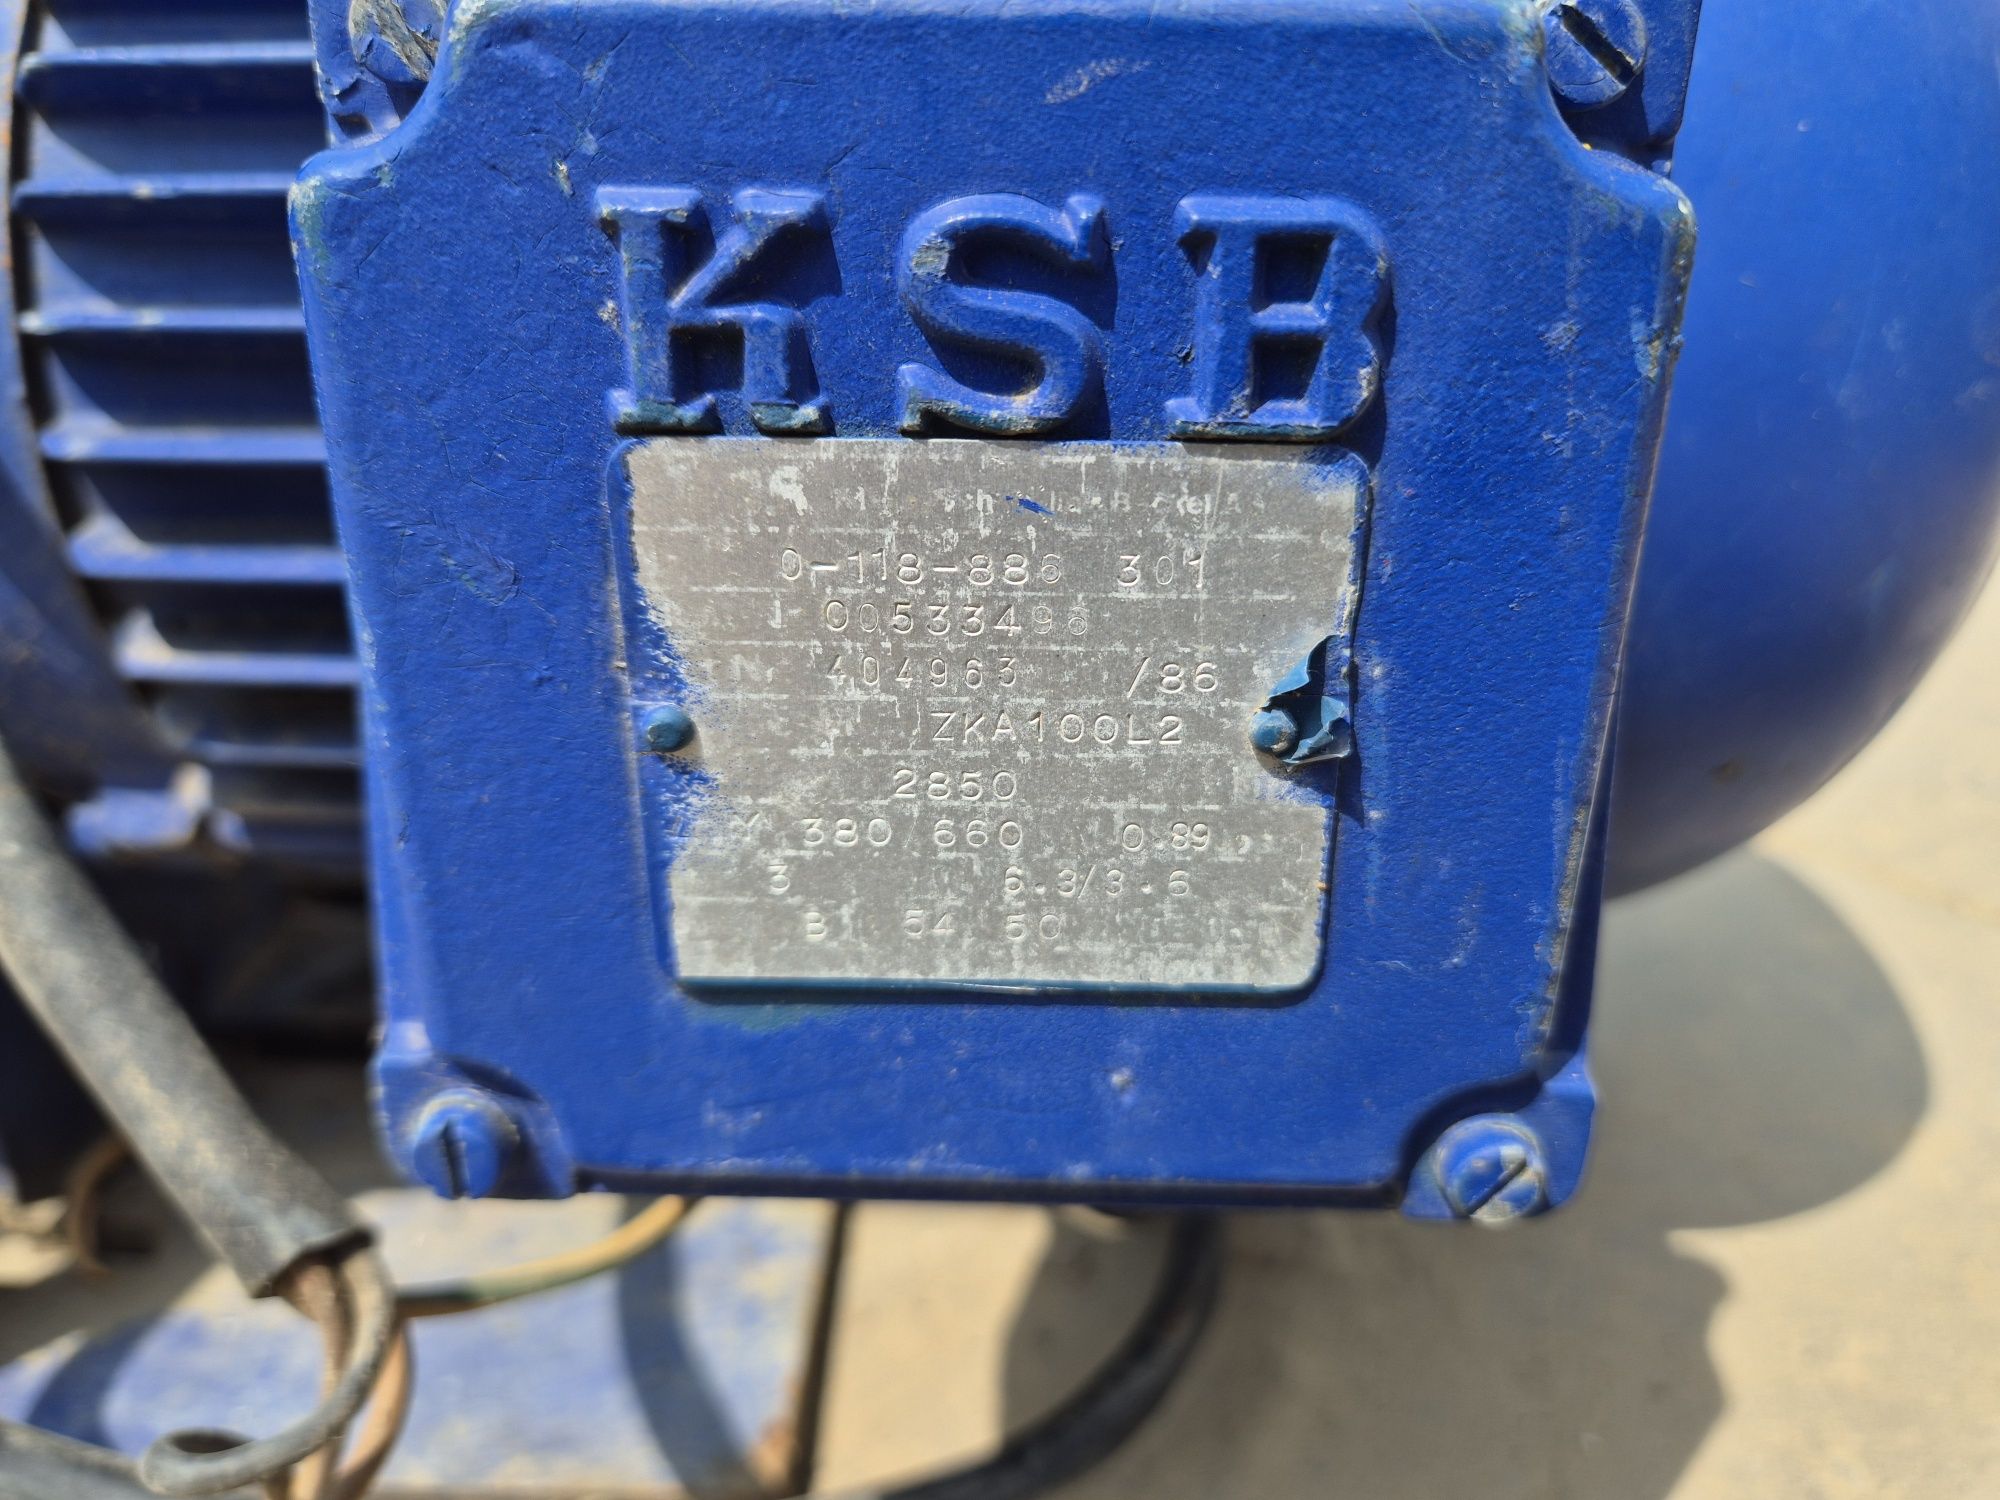 KSB
0-118-886 301
00533496
Nr 404963 /86
ZKA100L2
2850
Y 380/660 0.89
3 6.3/3.6
B 54 50